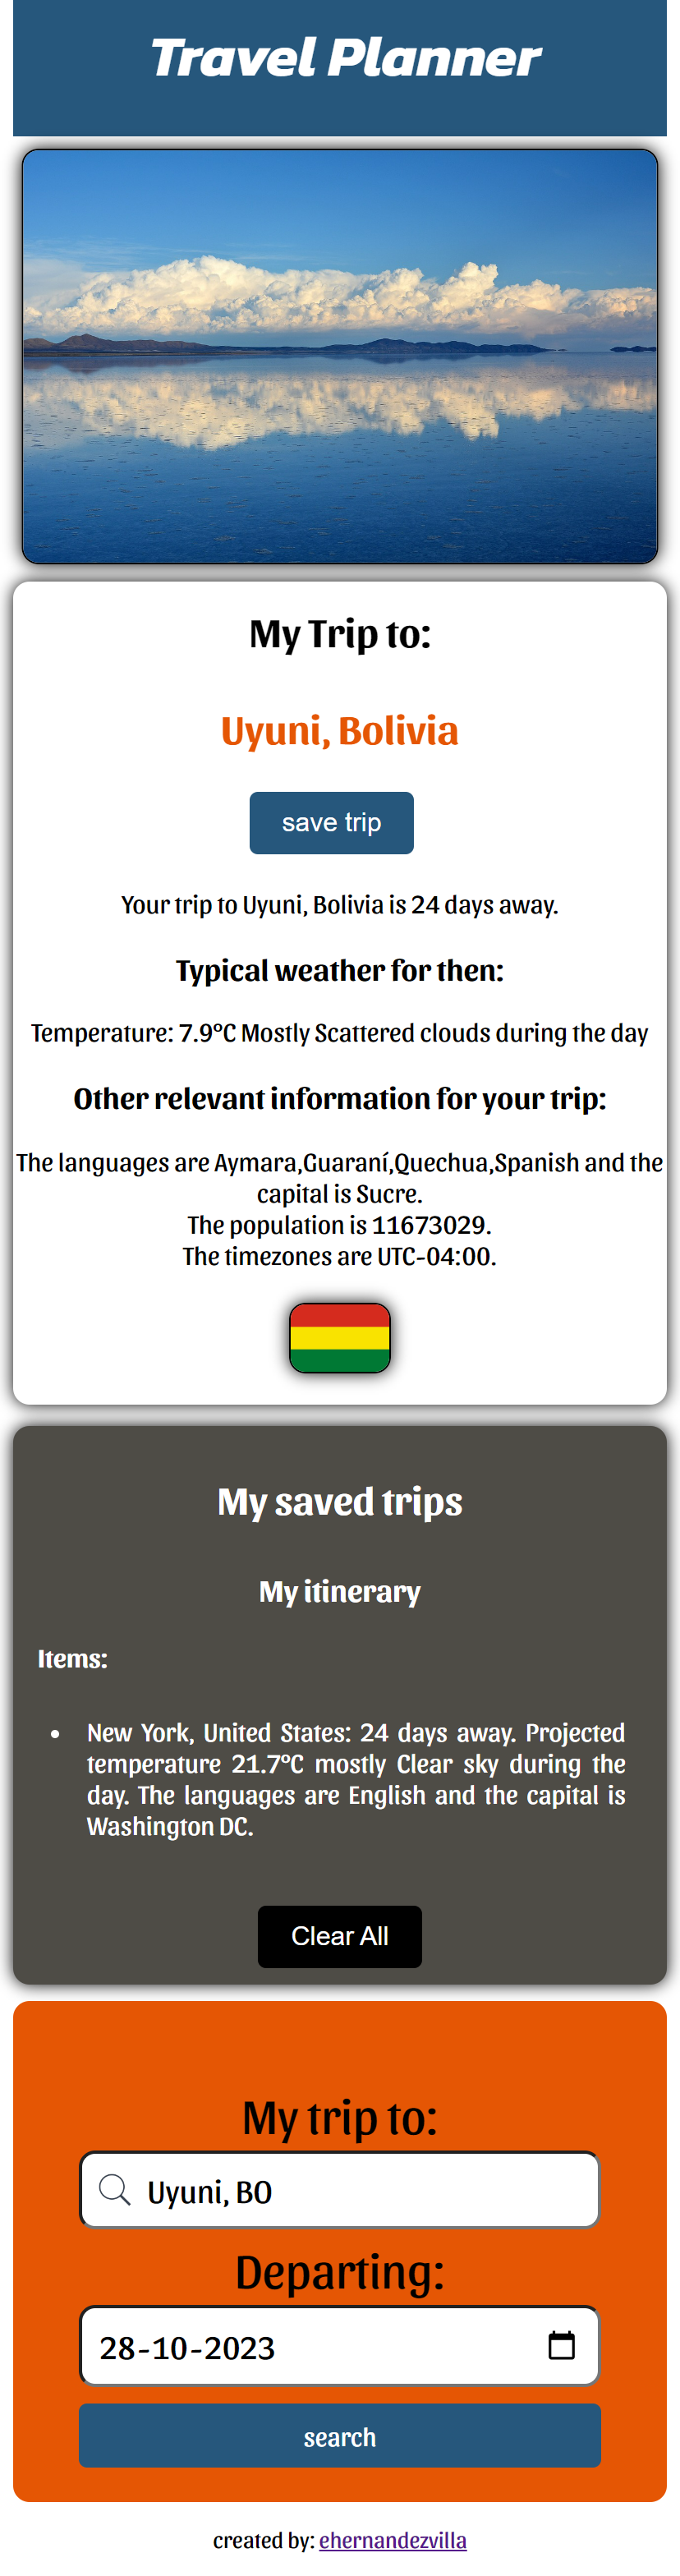 Travel Planner
My Trip to:
Uyuni, Bolivia
save trip
Your trip to Uyuni, Bolivia is 24 days away.
Typical weather for then:
Temperature: 7.9°C Mostly Scattered clouds during the day
Other relevant information for your trip:
The languages are Aymara,Guaraní,Quechua,Spanish and the
capital is Sucre.
The population is 11673029.
The timezones are UTC-04:00.
My saved trips
My itinerary
Items:
• New York, United States: 24 days away. Projected
temperature 21.7°C mostly Clear sky during the
day. The languages are English and the capital is
Washington DC.
Clear All
My trip to:
Uyuni, BO
Departing:
28-10-2023
search
created by: ehernandezvilla